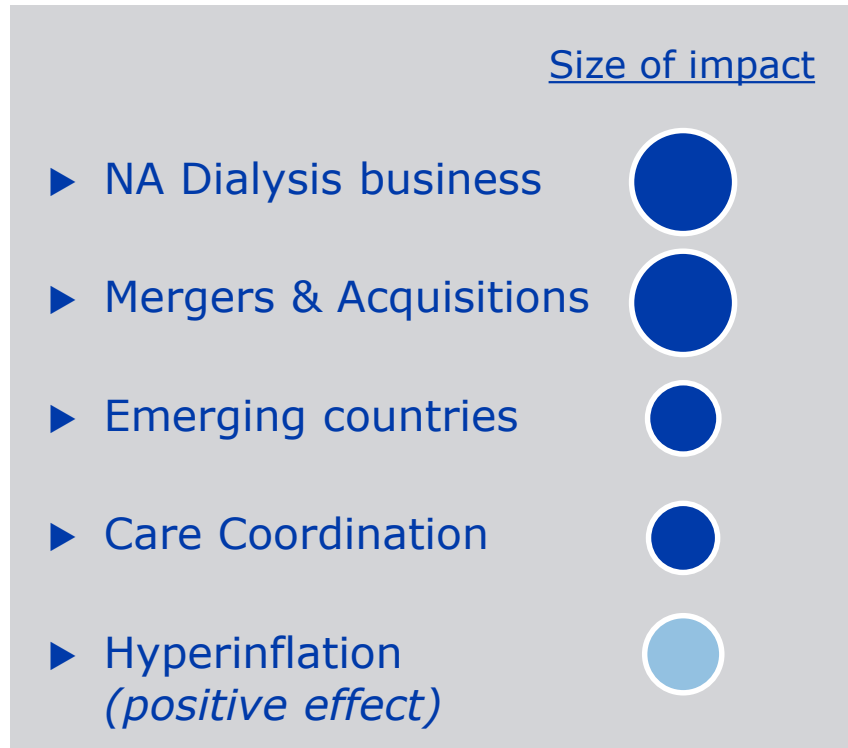 Size of impact
NA Dialysis business
Mergers & Acquisitions
Emerging countries
Care Coordination
Hyperinflation
(positive effect)